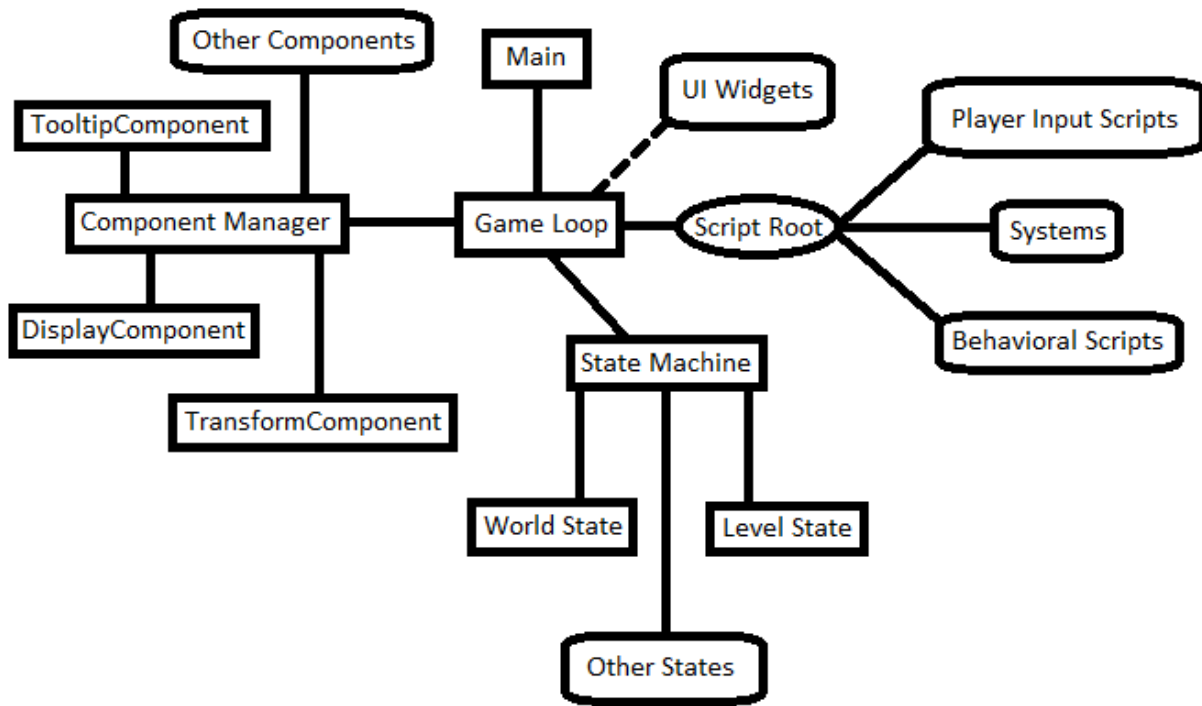 Other Components
Main
UI Widgets
TooltipComponent
Player Input Scripts
Component Manager
Game Loop
Script Root
Systems
DisplayComponent
Behavioral Scripts
State Machine
TransformComponent
World State
Level State
Other States